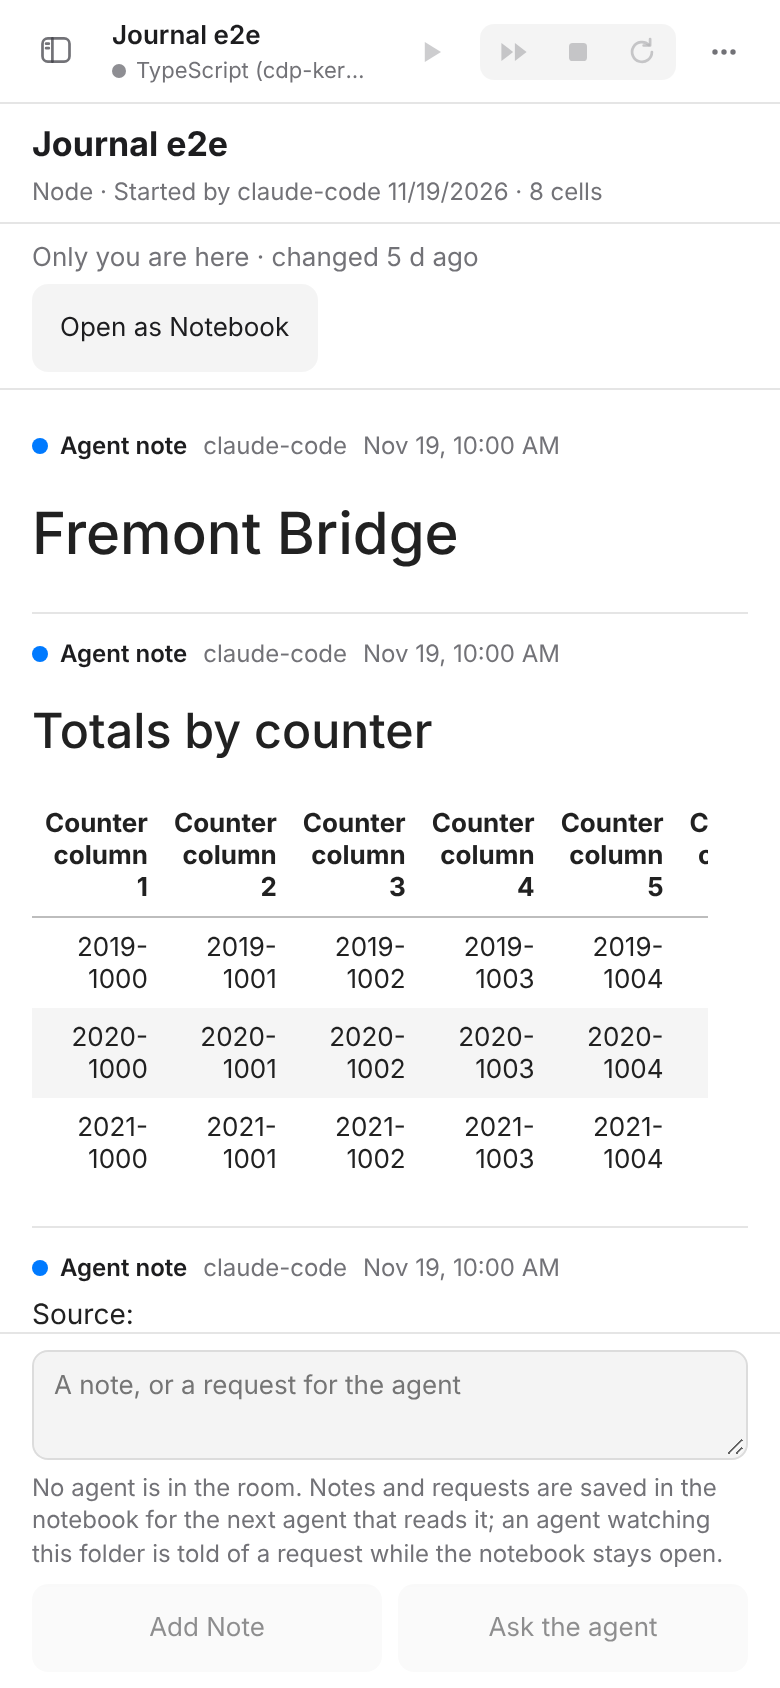 Journal e2e
TypeScript (cdp-ker...
Journal e2e
Node · Started by claude-code 11/19/2026 · 8 cells
Only you are here · changed 5 d ago
Open as Notebook
Agent note claude-code Nov 19, 10:00 AM
Fremont Bridge
Agent note claude-code Nov 19, 10:00 AM
Totals by counter
Counter Counter Counter Counter Counter C
column column column column column
1 2 3 4 5
2019- 2019- 2019- 2019- 2019-
1000 1001 1002 1003 1004
2020- 2020- 2020- 2020- 2020-
1000 1001 1002 1003 1004
2021- 2021- 2021- 2021- 2021-
1000 1001 1002 1003 1004
Agent note claude-code Nov 19, 10:00 AM
Source:
A note, or a request for the agent
No agent is in the room. Notes and requests are saved in the
notebook for the next agent that reads it; an agent watching
this folder is told of a request while the notebook stays open.
Add Note Ask the agent